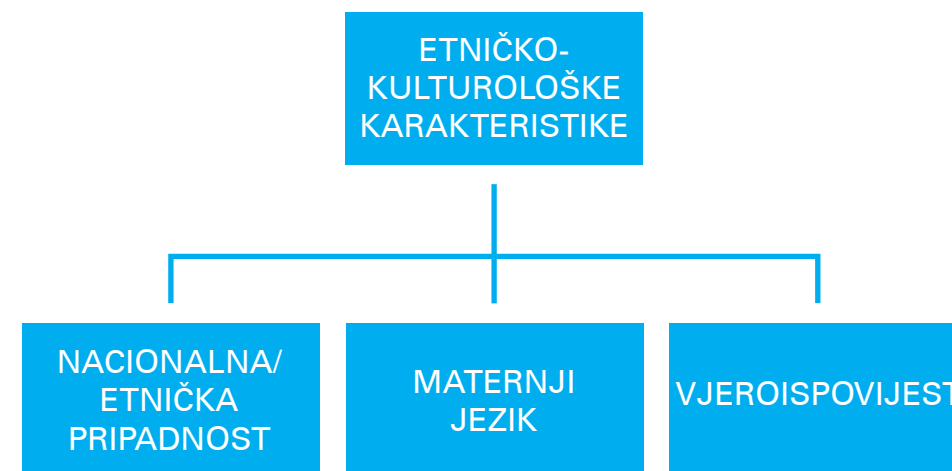 ETNIČKO-
KULTUROLOŠKE
KARAKTERISTIKE
NACIONALNA/
ETNIČKA
PRIPADNOST
MATERNJI
JEZIK
VJEROISPOVIJEST